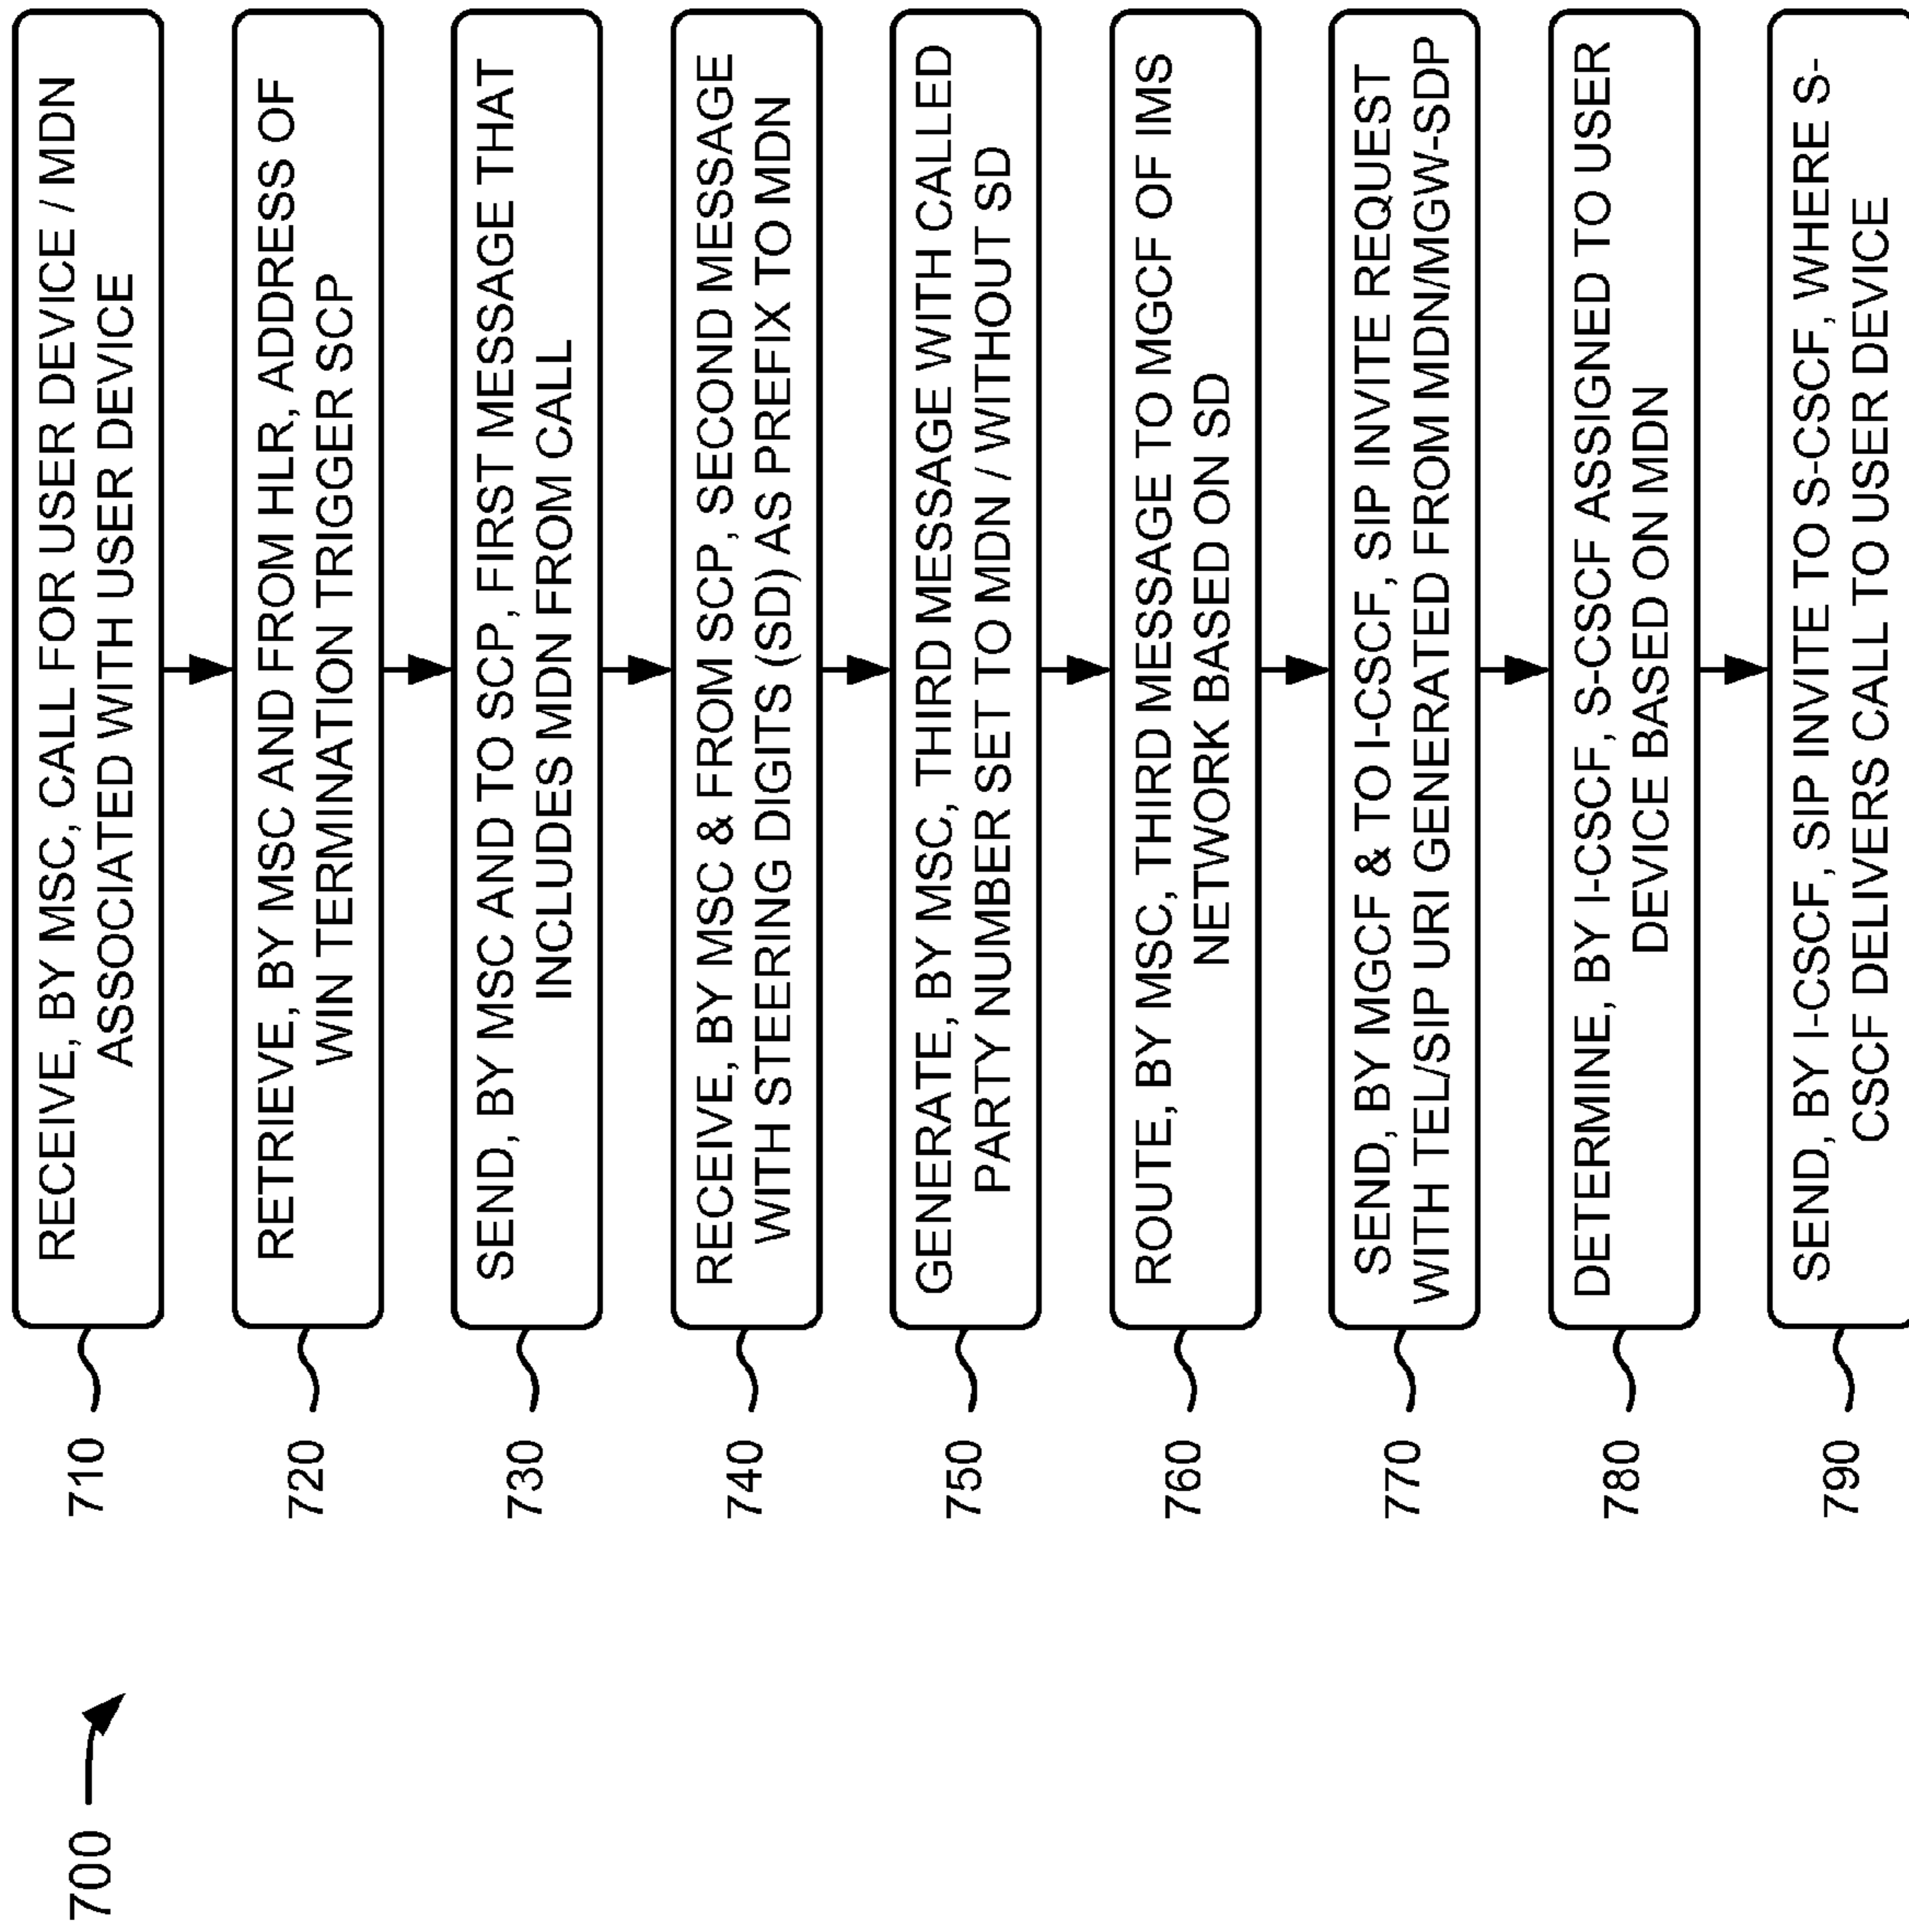 700
710
RECEIVE, BY MSC, CALL FOR USER DEVICE / MDN
ASSOCIATED WITH USER DEVICE
720
RETRIEVE, BY MSC AND FROM HLR, ADDRESS OF
WIN TERMINATION TRIGGER SCP
730
SEND, BY MSC AND TO SCP, FIRST MESSAGE THAT
INCLUDES MDN FROM CALL
740
RECEIVE, BY MSC & FROM SCP, SECOND MESSAGE
WITH STEERING DIGITS (SD) AS PREFIX TO MDN
750
GENERATE, BY MSC, THIRD MESSAGE WITH CALLED
PARTY NUMBER SET TO MDN / WITHOUT SD
760
ROUTE, BY MSC, THIRD MESSAGE TO MGCF OF IMS
NETWORK BASED ON SD
770
SEND, BY MGCF & TO I-CSCF, SIP INVITE REQUEST
WITH TEL/SIP URI GENERATED FROM MDN/MGW-SDP
780
DETERMINE, BY I-CSCF, S-CSCF ASSIGNED TO USER
DEVICE BASED ON MDN
790
SEND, BY I-CSCF, SIP INVITE TO S-CSCF, WHERE S-
CSCF DELIVERS CALL TO USER DEVICE